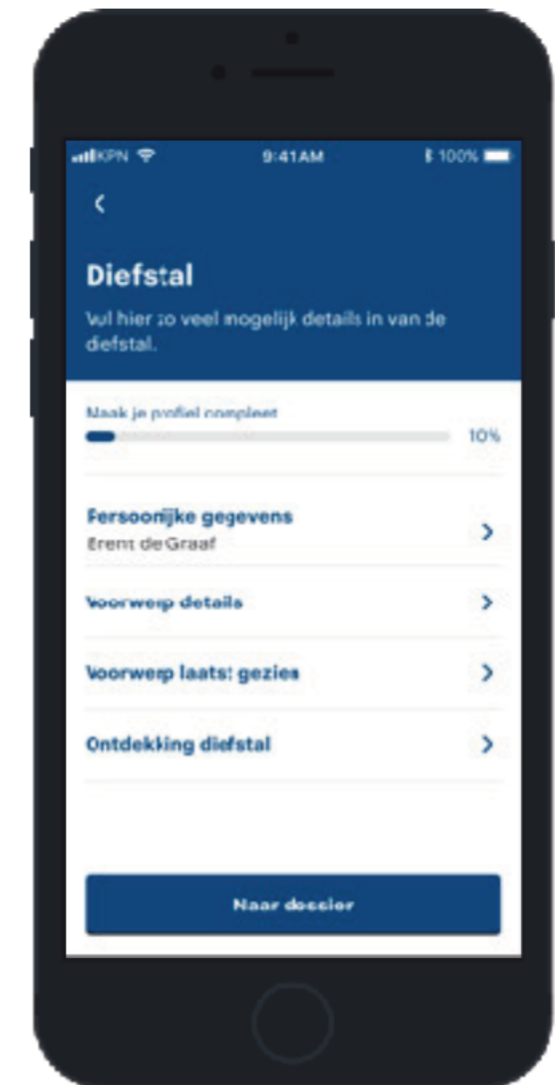 KPN 9:41AM 100%
Diefstal
Vul hier zo veel mogelijk details in van de
diefstal.
Maak je profiel compleet
10%
Persoonlijke gegevens
Brent de Graaf
Voorwerp details
Voorwerp laatst gezien
Ontdekking diefstal
Naar dossier